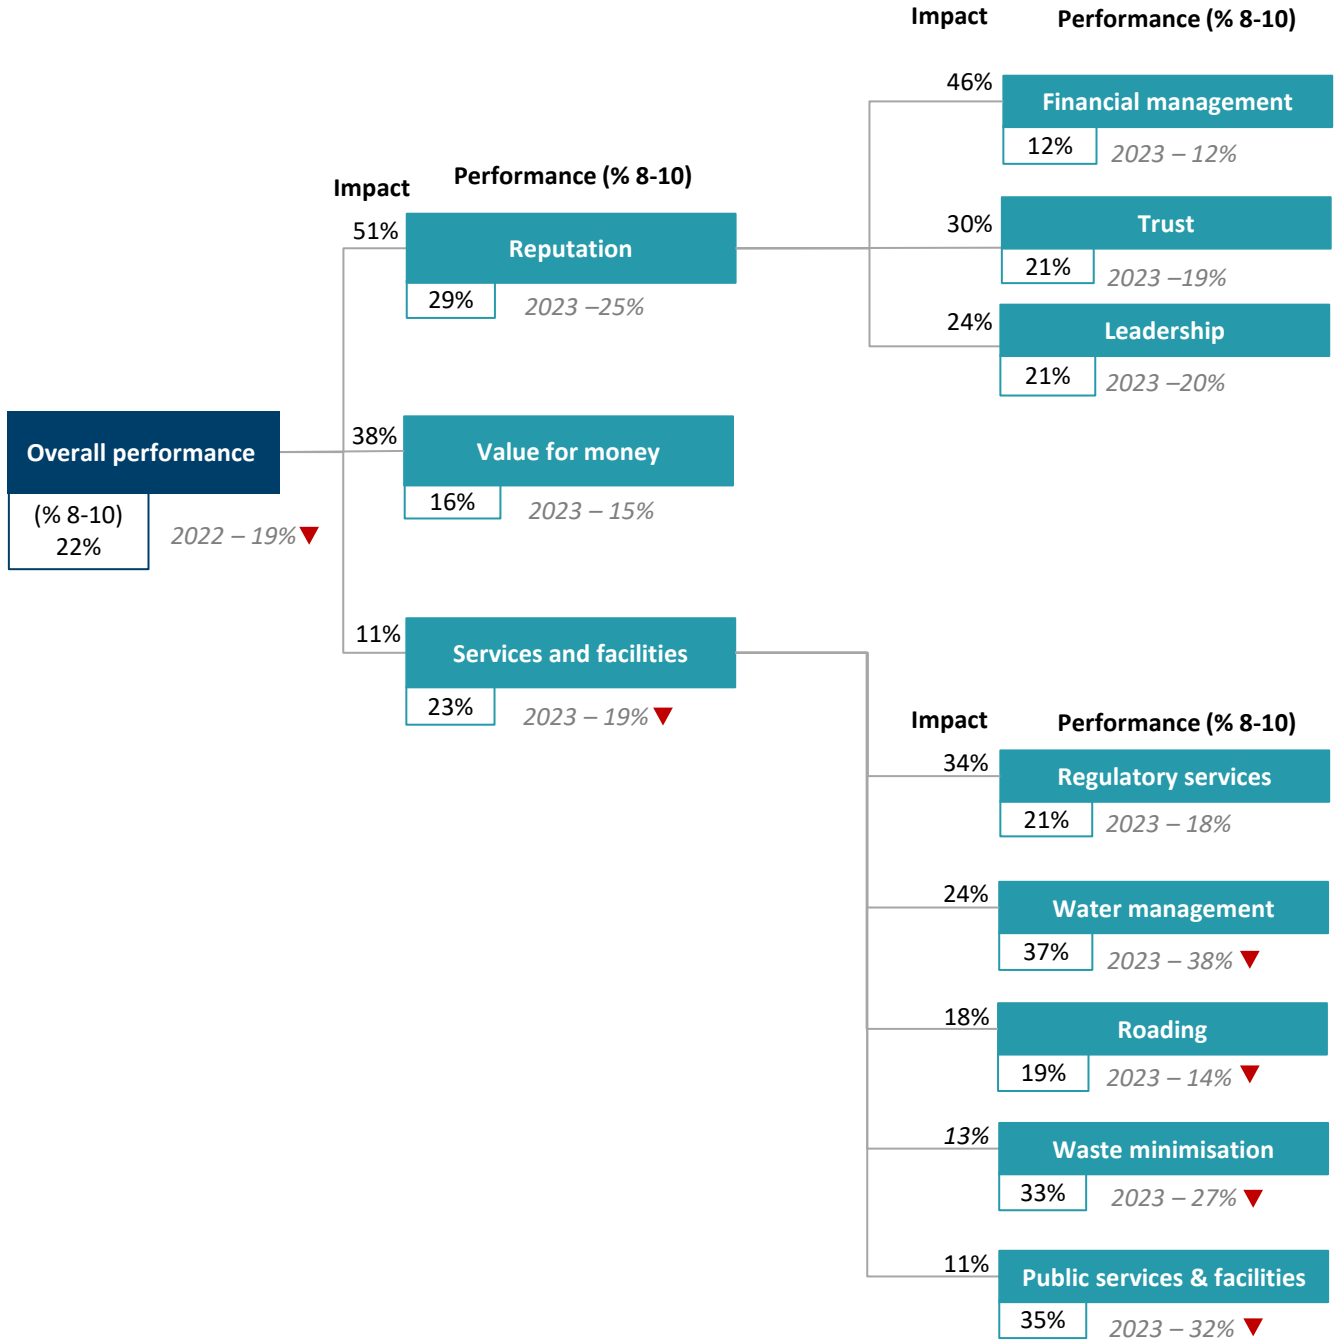 Impact
Performance (% 8-10)
46%
Financial management
12%
2023 – 12%
30%
Trust
21%
2023 –19%
24%
Leadership
21%
2023 –20%
Impact
Performance (% 8-10)
51%
Reputation
29%
2023 –25%
38%
Value for money
16%
2023 – 15%
Overall performance
(% 8-10)
22%
2022 – 19%
11%
Services and facilities
23%
2023 – 19%
Impact
Performance (% 8-10)
34%
Regulatory services
21%
2023 – 18%
24%
Water management
37%
2023 – 38%
18%
Roading
19%
2023 – 14%
13%
Waste minimisation
33%
2023 – 27%
11%
Public services & facilities
35%
2023 – 32%